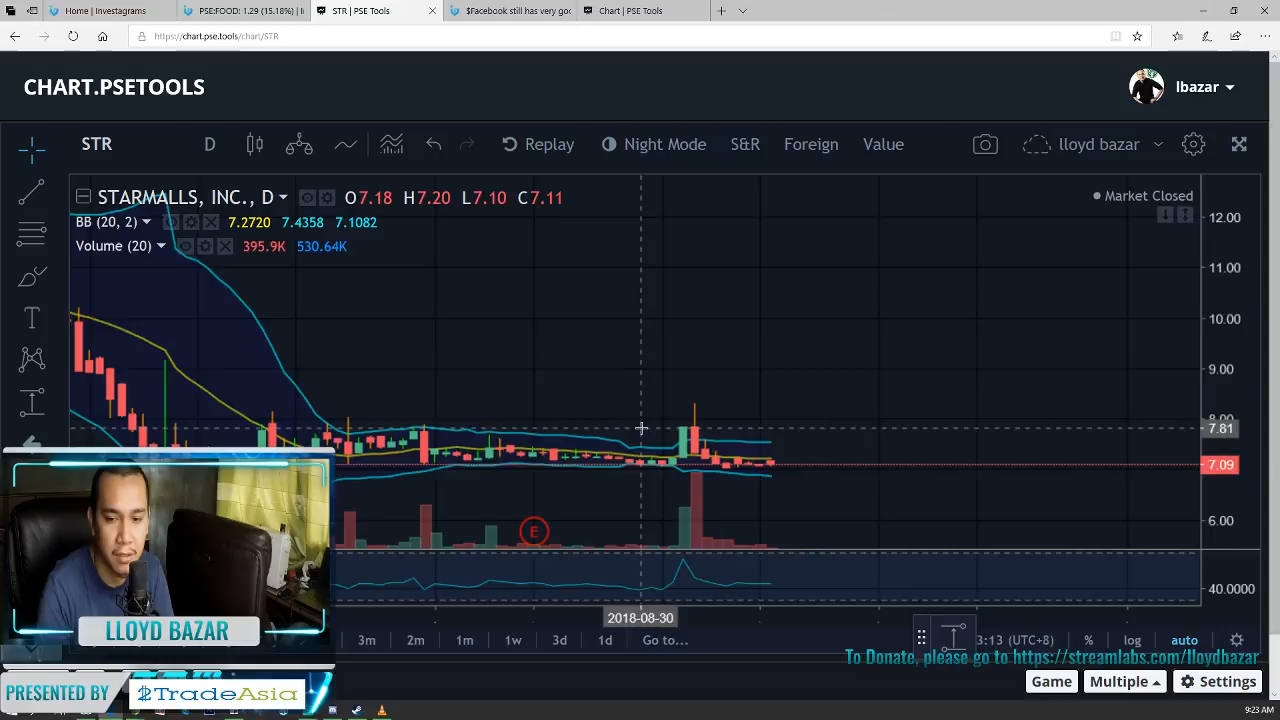 Home | Investagrams
PSE:FOOD: 1.29 (15.18%) | I
STR | PSE Tools
$Facebook still has very goo
Chart | PSE Tools
https://chart.pse.tools/chart/STR
CHART.PSETOOLS
lbazar
STR D Replay Night Mode S&R Foreign Value lloyd bazar
STARMALLS, INC., D O7.18 H7.20 L7.10 C7.11
Market Closed
BB (20, 2) 7.2720 7.4358 7.1082
Volume (20) 395.9K 530.64K
12.00
11.00
10.00
9.00
8.00
7.81
7.09
6.00
E
40.0000
2018-08-30
3m 2m 1m 1w 3d 1d Go to... 3:13 (UTC+8) % log auto
LLOYD BAZAR
To Donate, please go to https://streamlabs.com/lloydbazar
PRESENTED BY $TradeAsia
Game Multiple Settings
9:23 AM